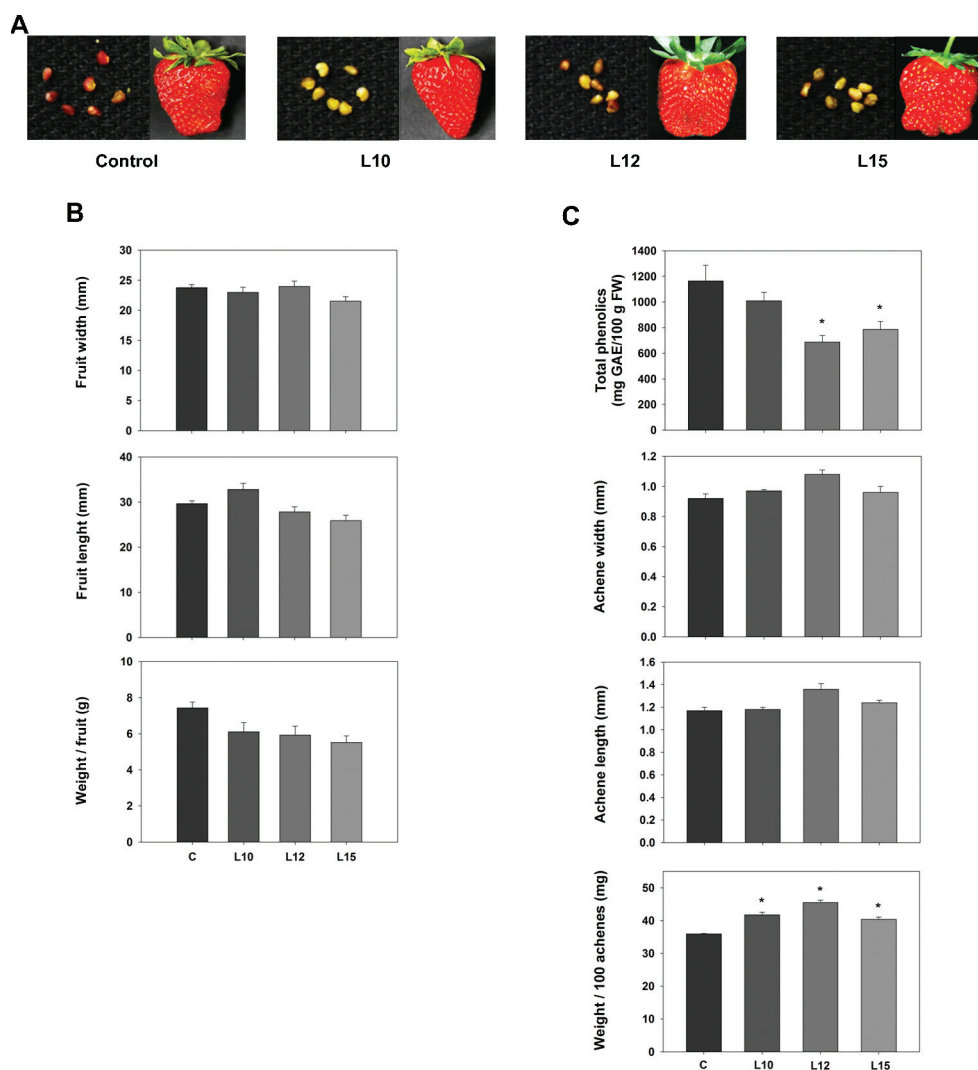 A
Control
L10
L12
L15
B
Fruit width (mm)
30
25
20
15
10
5
0
Fruit lenght (mm)
40
30
20
10
0
Weight / fruit (g)
10
8
6
4
2
0
C L10 L12 L15
C
Total phenolics
(mg GAE/100 g FW)
1400
1200
1000
800
600
400
200
0
* *
Achene width (mm)
1.2
1.0
0.8
0.6
0.4
0.2
0.0
Achene length (mm)
1.6
1.4
1.2
1.0
0.8
0.6
0.4
0.2
0.0
Weight / 100 achenes (mg)
50
40
30
20
10
0
* * *
C L10 L12 L15